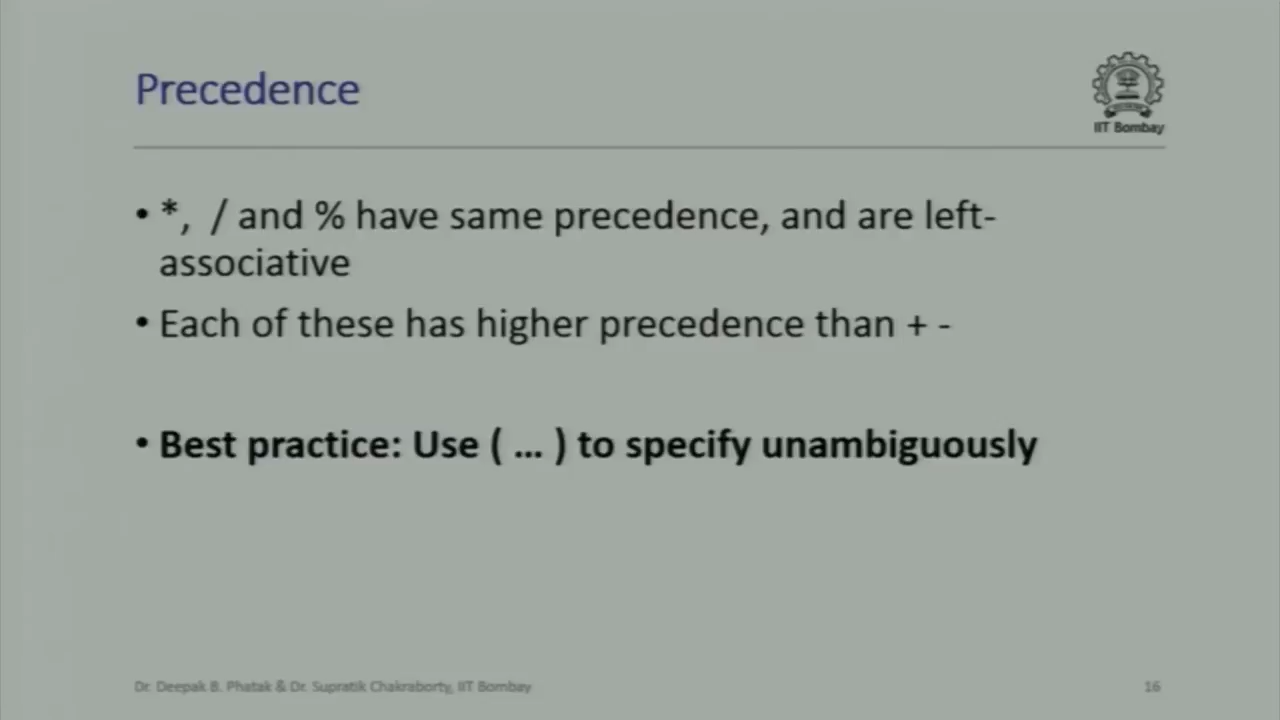 Precedence
IIT Bombay
• *, / and % have same precedence, and are left-
associative
• Each of these has higher precedence than + -
• Best practice: Use ( … ) to specify unambiguously
Dr. Deepak B. Phatak & Dr. Supratik Chakraborty, IIT Bombay
16